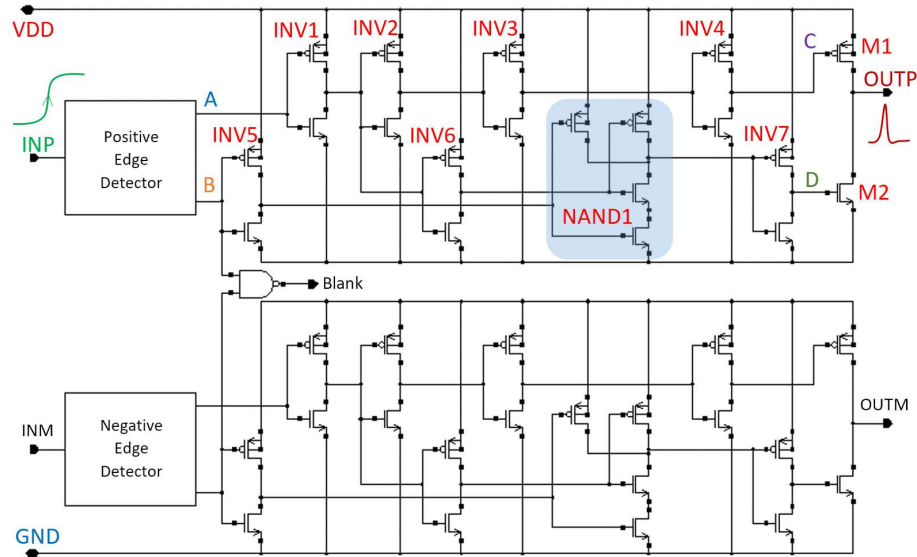 VDD
INV1
INV2
INV3
INV4
C
M1
OUTP
A
INP
Positive
Edge
Detector
INV5
INV6
INV7
B
NAND1
D
M2
Blank
INM
Negative
Edge
Detector
OUTM
GND